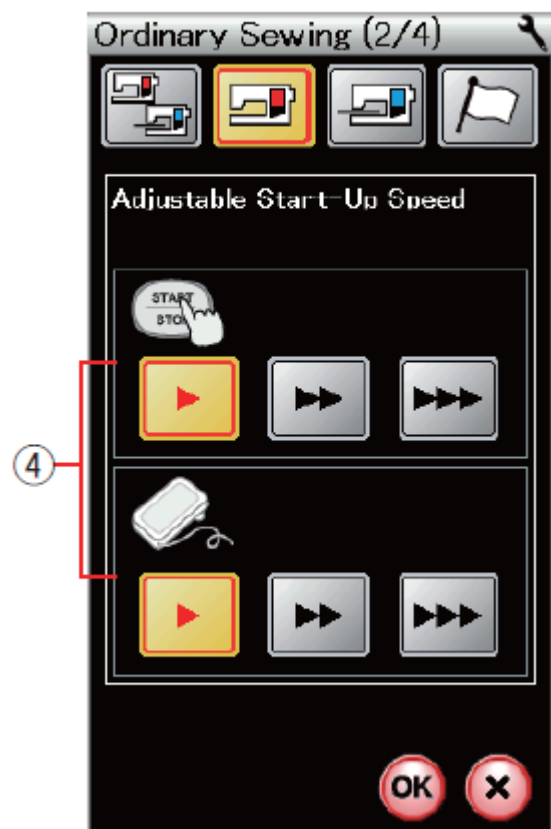 Ordinary Sewing (2/4)
Adjustable Start-Up Speed
START
STOP
④
OK